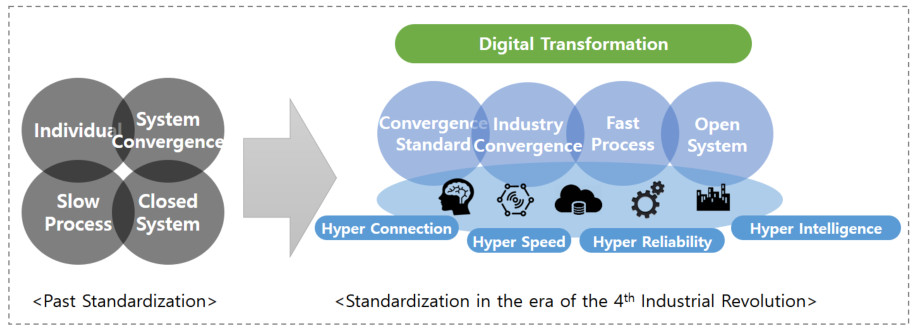 Digital Transformation
Individual
System
Convergence
Slow
Process
Closed
System
Convergence
Standard
Industry
Convergence
Fast
Process
Open
System
Hyper Connection
Hyper Speed
Hyper Reliability
Hyper Intelligence
<Past Standardization>
<Standardization in the era of the 4th Industrial Revolution>